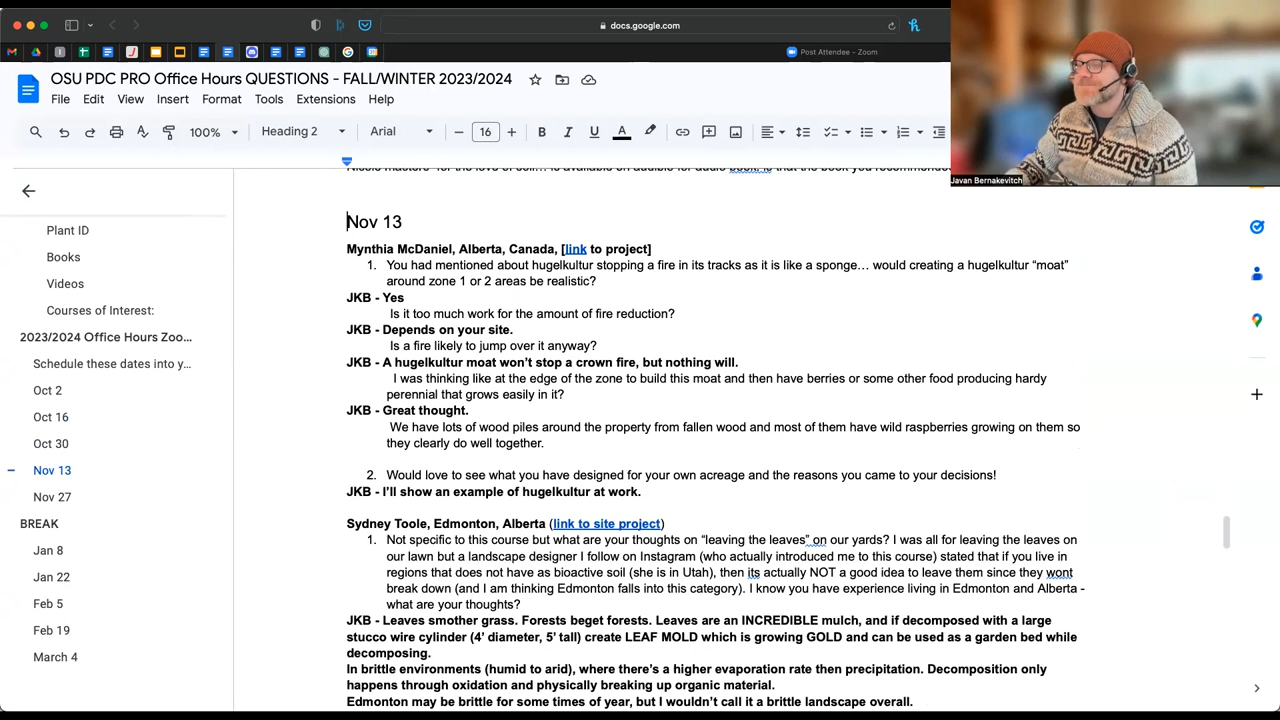 docs.google.com
Post Attendee – Zoom
OSU PDC PRO Office Hours QUESTIONS - FALL/WINTER 2023/2024
File Edit View Insert Format Tools Extensions Help
100% Heading 2 Arial 16 B I U A
Javan Bernakevitch
Plant ID
Books
Videos
Courses of Interest:
2023/2024 Office Hours Zoo...
Schedule these dates into y...
Oct 2
Oct 16
Oct 30
Nov 13
Nov 27
BREAK
Jan 8
Jan 22
Feb 5
Feb 19
March 4
Nov 13
Mynthia McDaniel, Alberta, Canada, [link to project]
1. You had mentioned about hugelkultur stopping a fire in its tracks as it is like a sponge… would creating a hugelkultur “moat”
around zone 1 or 2 areas be realistic?
JKB - Yes
Is it too much work for the amount of fire reduction?
JKB - Depends on your site.
Is a fire likely to jump over it anyway?
JKB - A hugelkultur moat won’t stop a crown fire, but nothing will.
I was thinking like at the edge of the zone to build this moat and then have berries or some other food producing hardy
perennial that grows easily in it?
JKB - Great thought.
We have lots of wood piles around the property from fallen wood and most of them have wild raspberries growing on them so
they clearly do well together.
2. Would love to see what you have designed for your own acreage and the reasons you came to your decisions!
JKB - I’ll show an example of hugelkultur at work.
Sydney Toole, Edmonton, Alberta (link to site project)
1. Not specific to this course but what are your thoughts on “leaving the leaves” on our yards? I was all for leaving the leaves on
our lawn but a landscape designer I follow on Instagram (who actually introduced me to this course) stated that if you live in
regions that does not have as bioactive soil (she is in Utah), then its actually NOT a good idea to leave them since they wont
break down (and I am thinking Edmonton falls into this category). I know you have experience living in Edmonton and Alberta -
what are your thoughts?
JKB - Leaves smother grass. Forests beget forests. Leaves are an INCREDIBLE mulch, and if decomposed with a large
stucco wire cylinder (4’ diameter, 5’ tall) create LEAF MOLD which is growing GOLD and can be used as a garden bed while
decomposing.
In brittle environments (humid to arid), where there’s a higher evaporation rate then precipitation. Decomposition only
happens through oxidation and physically breaking up organic material.
Edmonton may be brittle for some times of year, but I wouldn’t call it a brittle landscape overall.